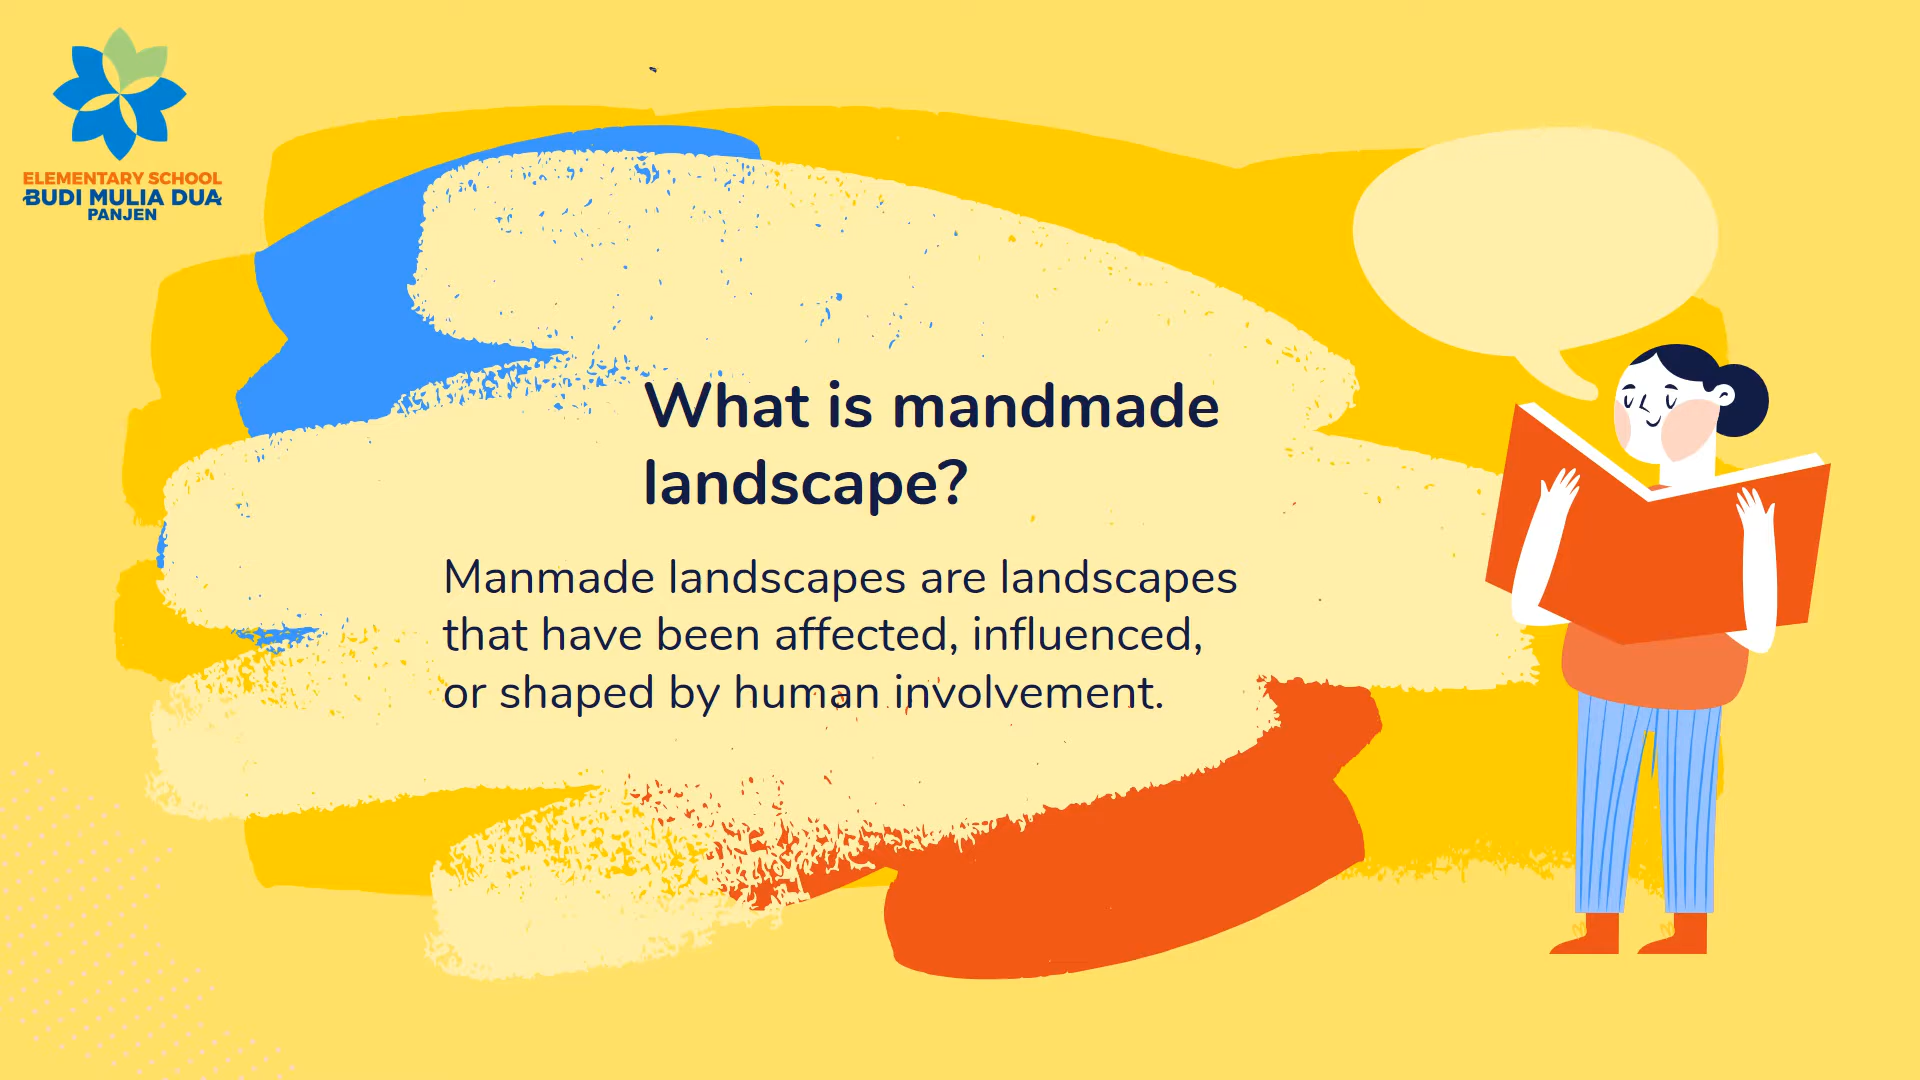 ELEMENTARY SCHOOL
BUDI MULIA DUA
PANJEN
What is mandmade
landscape?
Manmade landscapes are landscapes
that have been affected, influenced,
or shaped by human involvement.